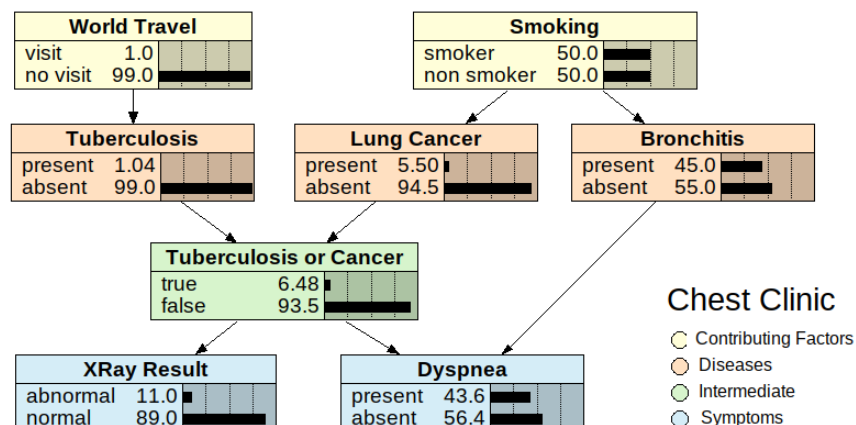 World Travel
visit 1.0
no visit 99.0
Smoking
smoker 50.0
non smoker 50.0
Tuberculosis
present 1.04
absent 99.0
Lung Cancer
present 5.50
absent 94.5
Bronchitis
present 45.0
absent 55.0
Tuberculosis or Cancer
true 6.48
false 93.5
XRay Result
abnormal 11.0
normal 89.0
Dyspnea
present 43.6
absent 56.4
Chest Clinic
Contributing Factors
Diseases
Intermediate
Symptoms